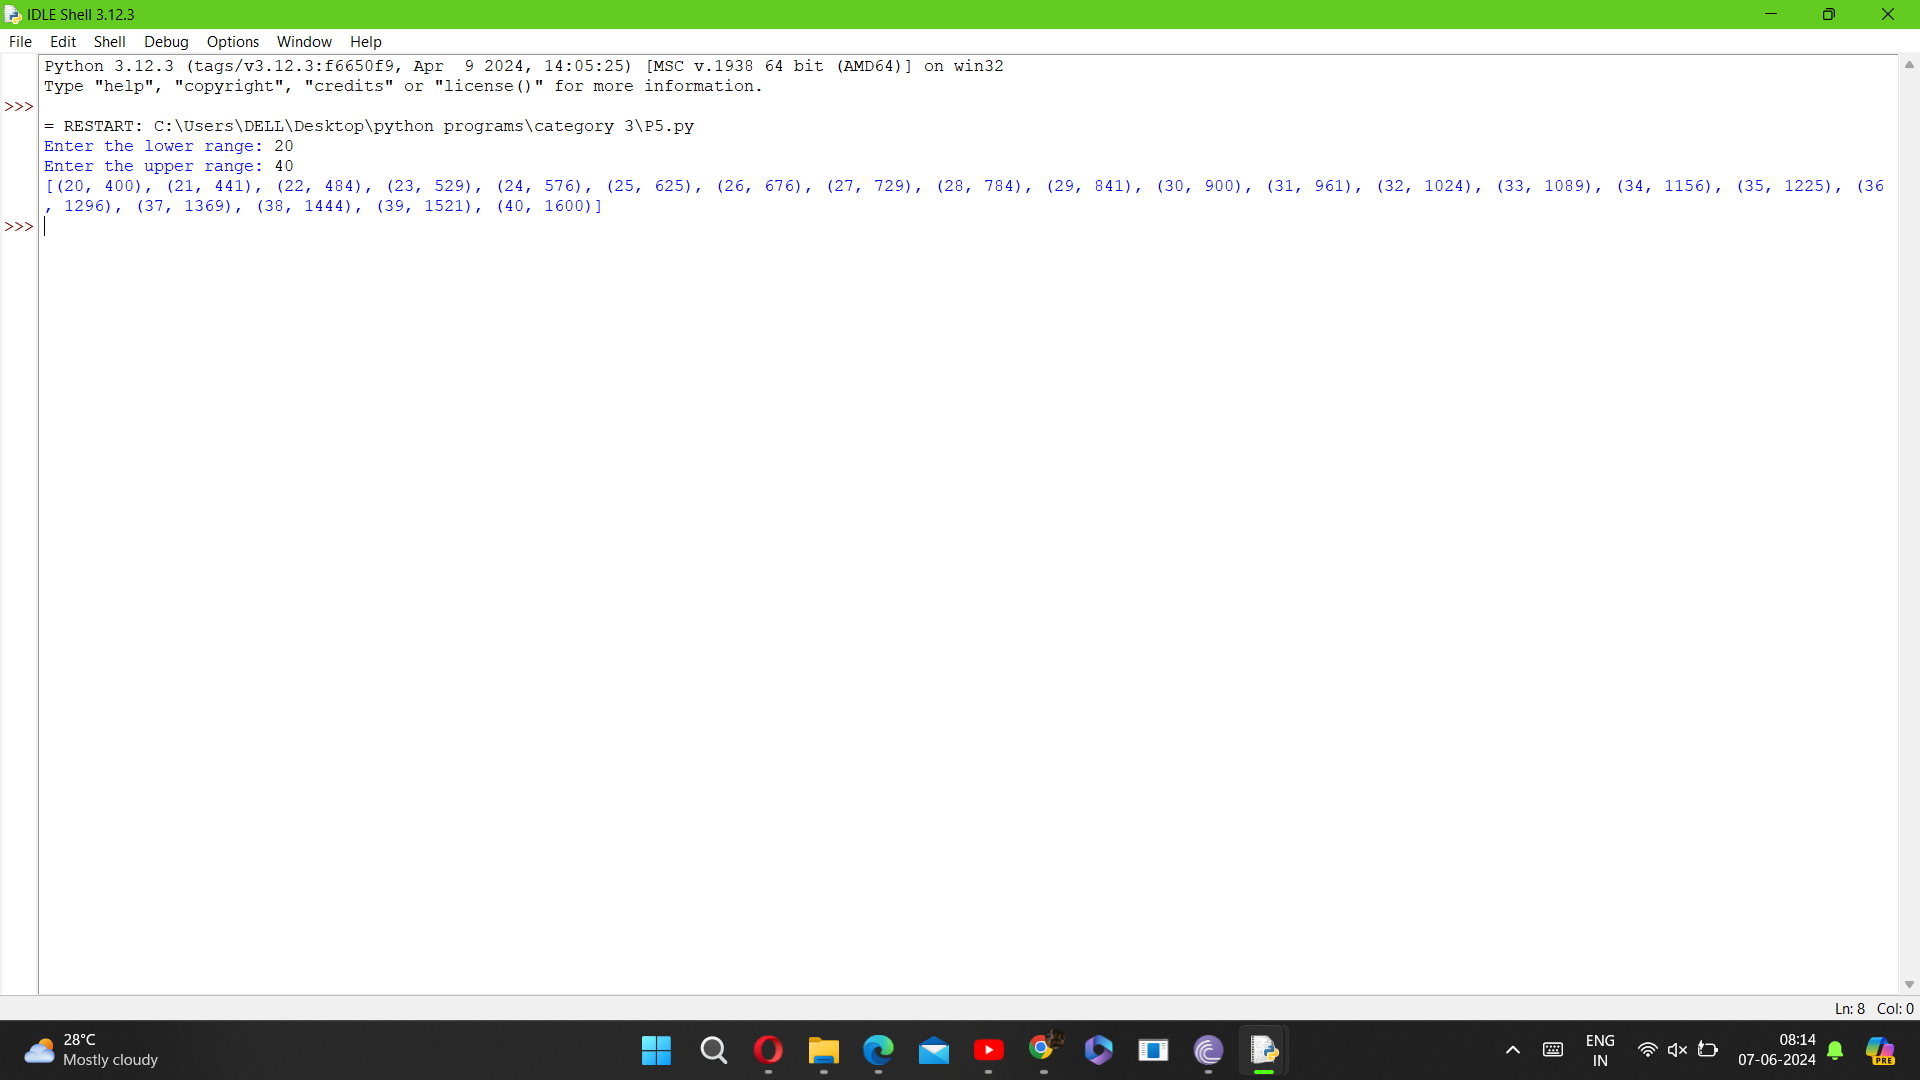 IDLE Shell 3.12.3
File Edit Shell Debug Options Window Help
Python 3.12.3 (tags/v3.12.3:f6650f9, Apr  9 2024, 14:05:25) [MSC v.1938 64 bit (AMD64)] on win32
Type "help", "copyright", "credits" or "license()" for more information.
>>>
= RESTART: C:\Users\DELL\Desktop\python programs\category 3\P5.py
Enter the lower range: 20
Enter the upper range: 40
[(20, 400), (21, 441), (22, 484), (23, 529), (24, 576), (25, 625), (26, 676), (27, 729), (28, 784), (29, 841), (30, 900), (31, 961), (32, 1024), (33, 1089), (34, 1156), (35, 1225), (36
, 1296), (37, 1369), (38, 1444), (39, 1521), (40, 1600)]
>>>
Ln: 8 Col: 0
28°C
Mostly cloudy
ENG
IN
08:14
07-06-2024
PRE